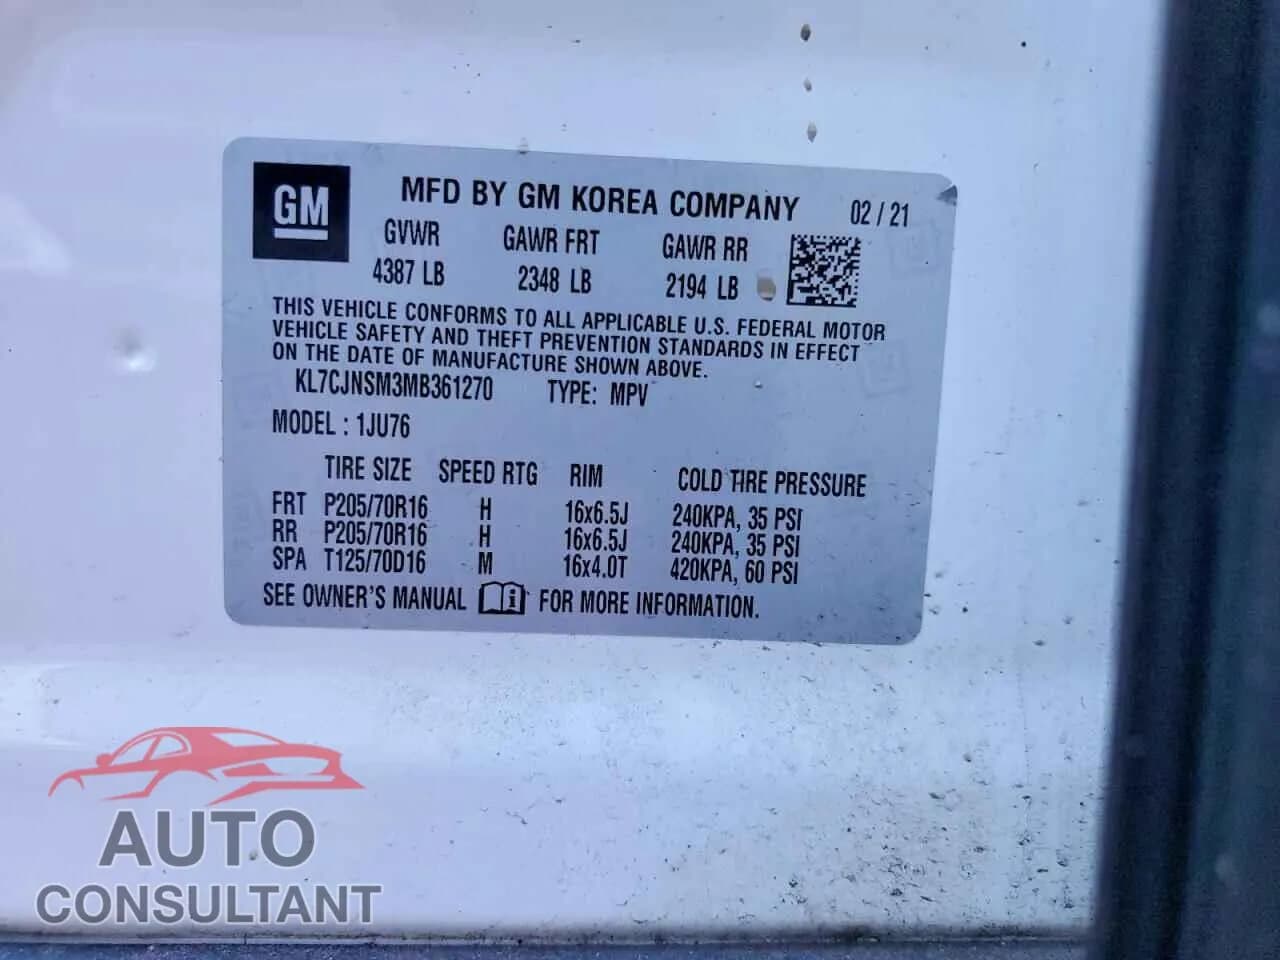 GM
MFD BY GM KOREA COMPANY 02 / 21
GVWR GAWR FRT GAWR RR
4387 LB 2348 LB 2194 LB
THIS VEHICLE CONFORMS TO ALL APPLICABLE U.S. FEDERAL MOTOR
VEHICLE SAFETY AND THEFT PREVENTION STANDARDS IN EFFECT
ON THE DATE OF MANUFACTURE SHOWN ABOVE.
KL7CJNSM3MB361270 TYPE: MPV
MODEL : 1JU76
TIRE SIZE SPEED RTG RIM COLD TIRE PRESSURE
FRT P205/70R16 H 16x6.5J 240KPA, 35 PSI
RR P205/70R16 H 16x6.5J 240KPA, 35 PSI
SPA T125/70D16 M 16x4.0T 420KPA, 60 PSI
SEE OWNER'S MANUAL i FOR MORE INFORMATION.
AUTO
CONSULTANT